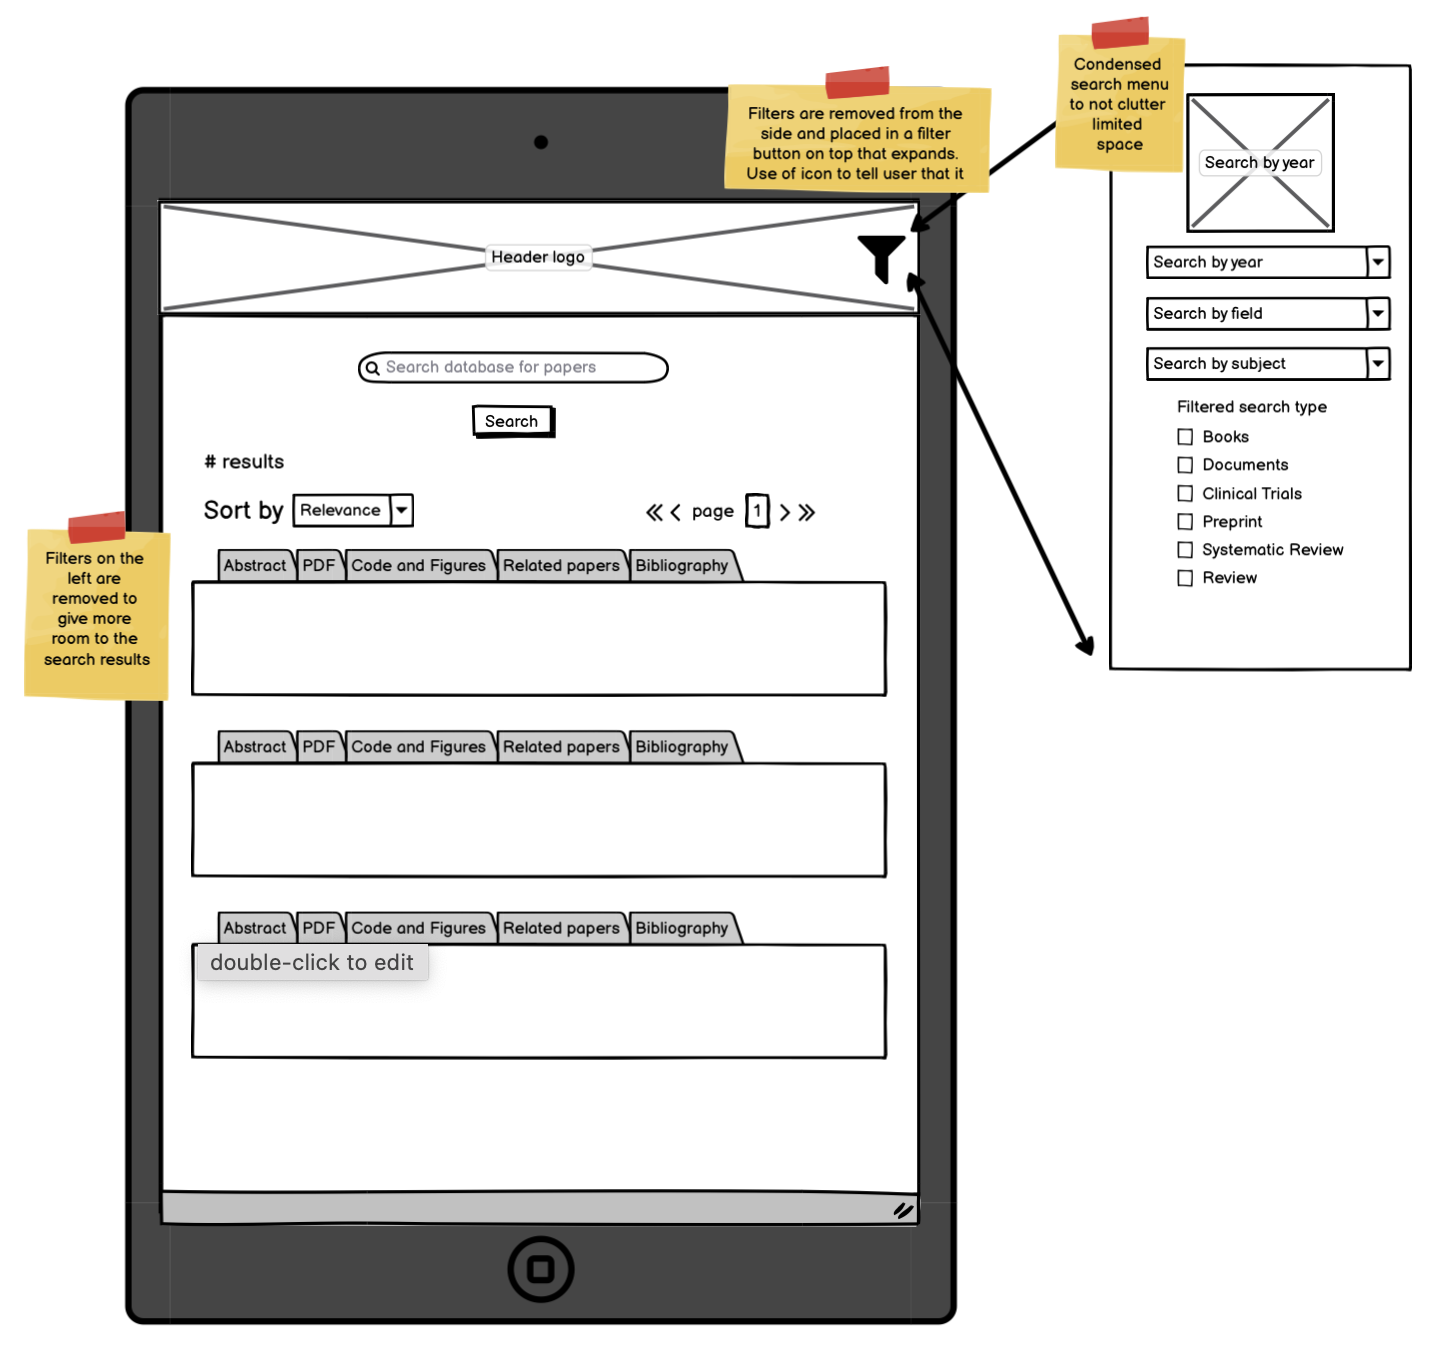 Condensed
search menu
to not clutter
limited
space
Filters are removed from the
side and placed in a filter
button on top that expands.
Use of icon to tell user that it
Search by year
Header logo
Search by year
Search by field
Search by subject
Filtered search type
Books
Documents
Clinical Trials
Preprint
Systematic Review
Review
Search database for papers
Search
# results
Sort by Relevance
page 1
Filters on the
left are
removed to
give more
room to the
search results
Abstract PDF Code and Figures Related papers Bibliography
Abstract PDF Code and Figures Related papers Bibliography
Abstract PDF Code and Figures Related papers Bibliography
double-click to edit